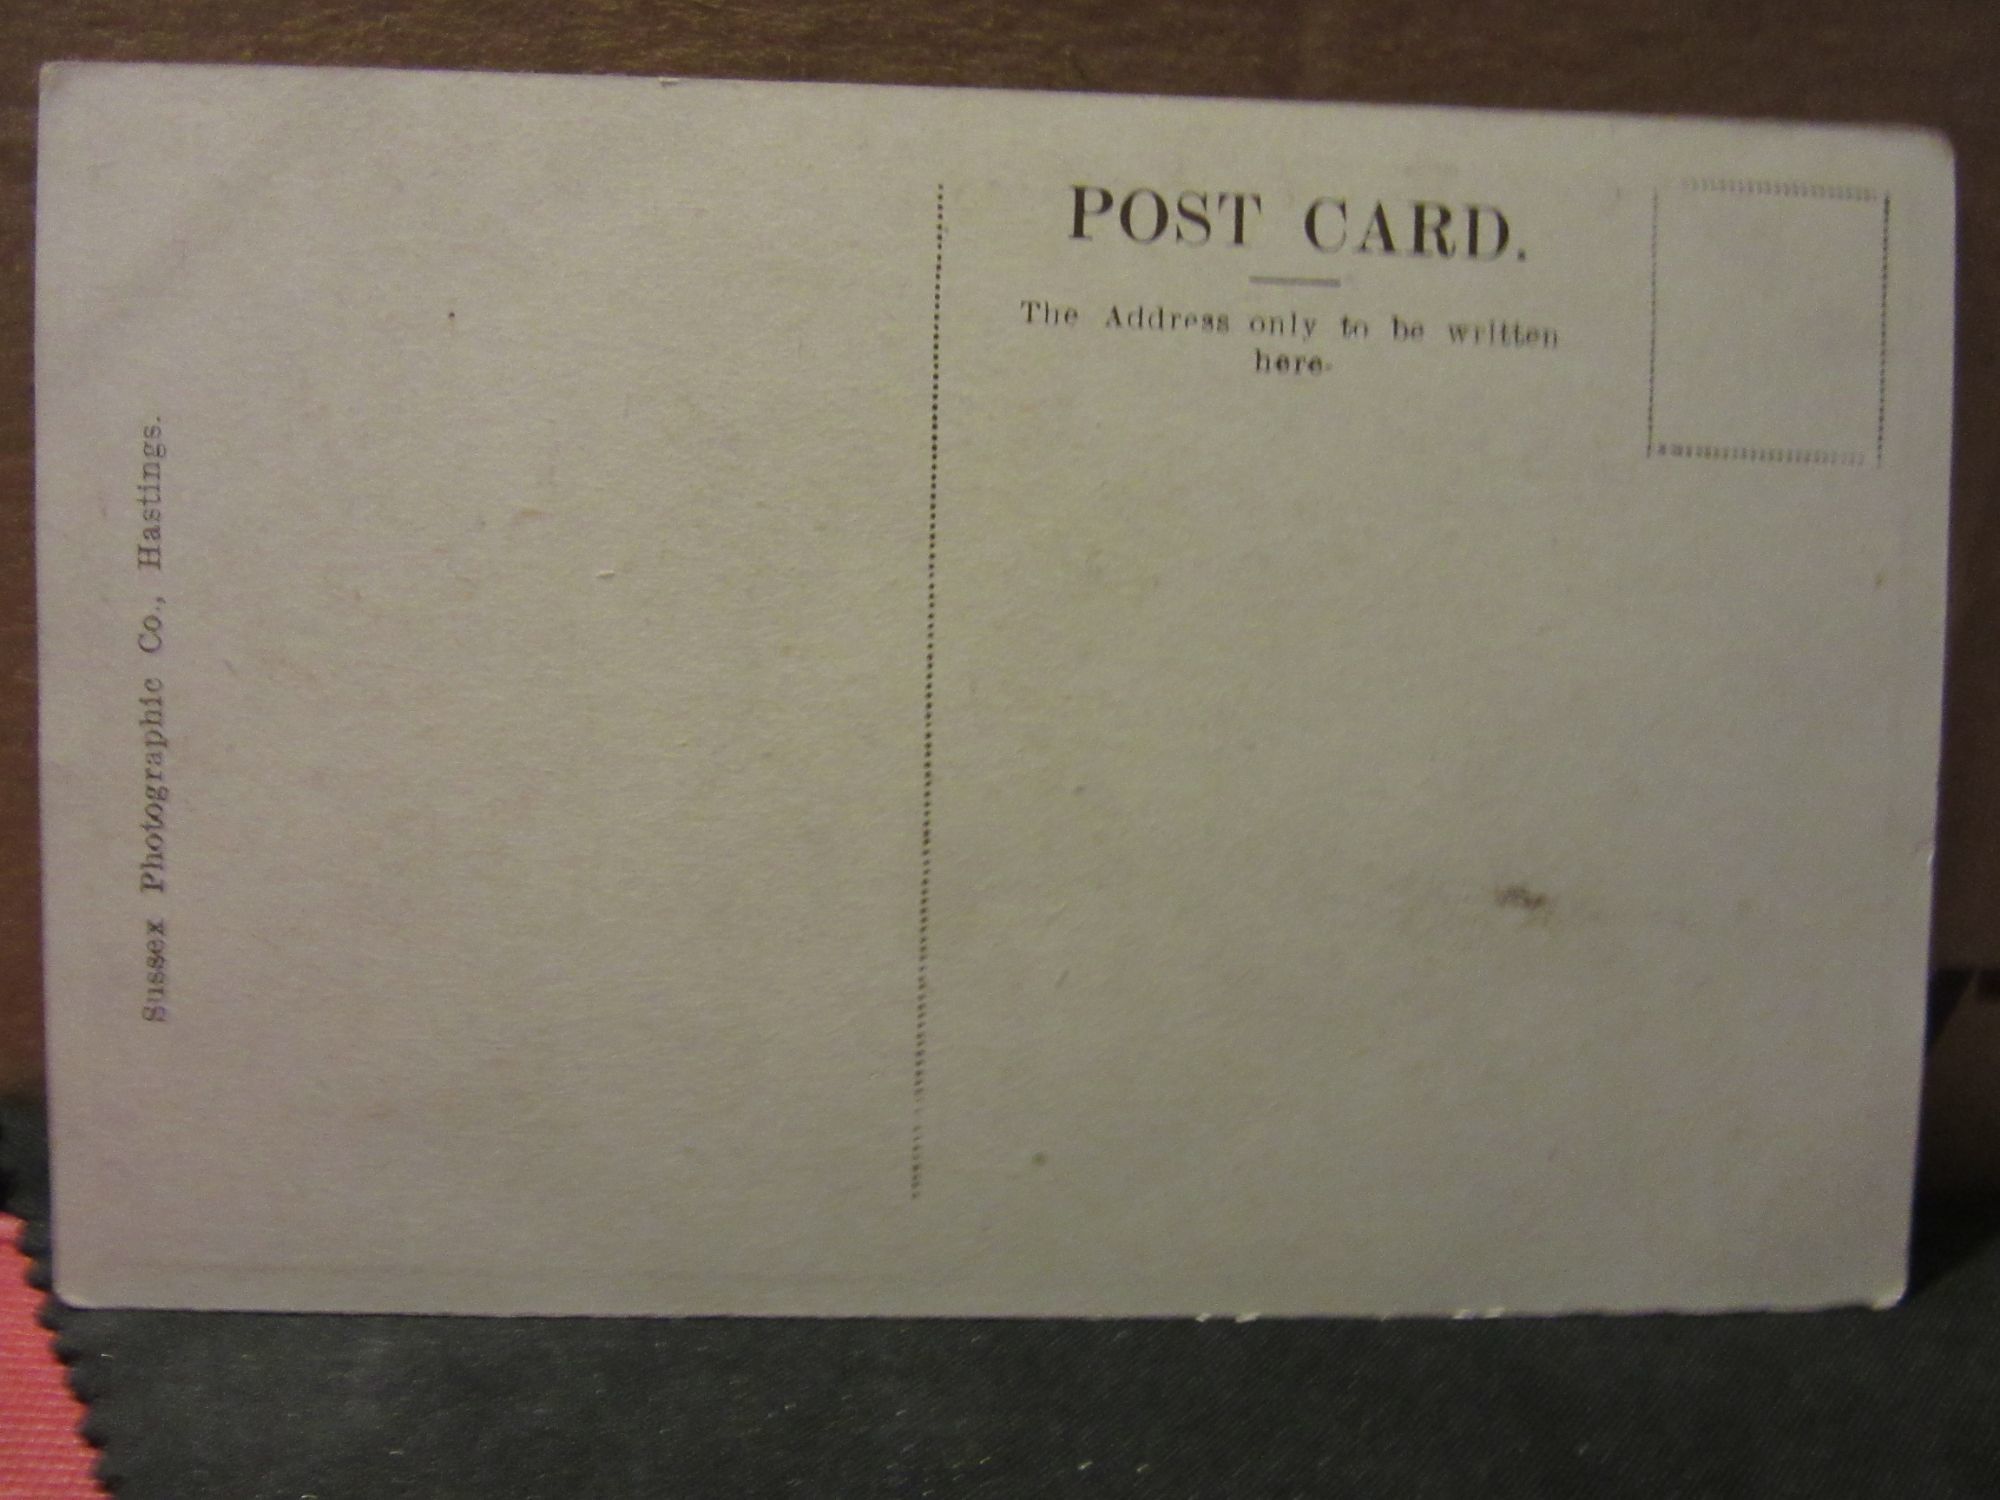 POST CARD.
The Address only to be written
here.
Sussex Photographic Co., Hastings.